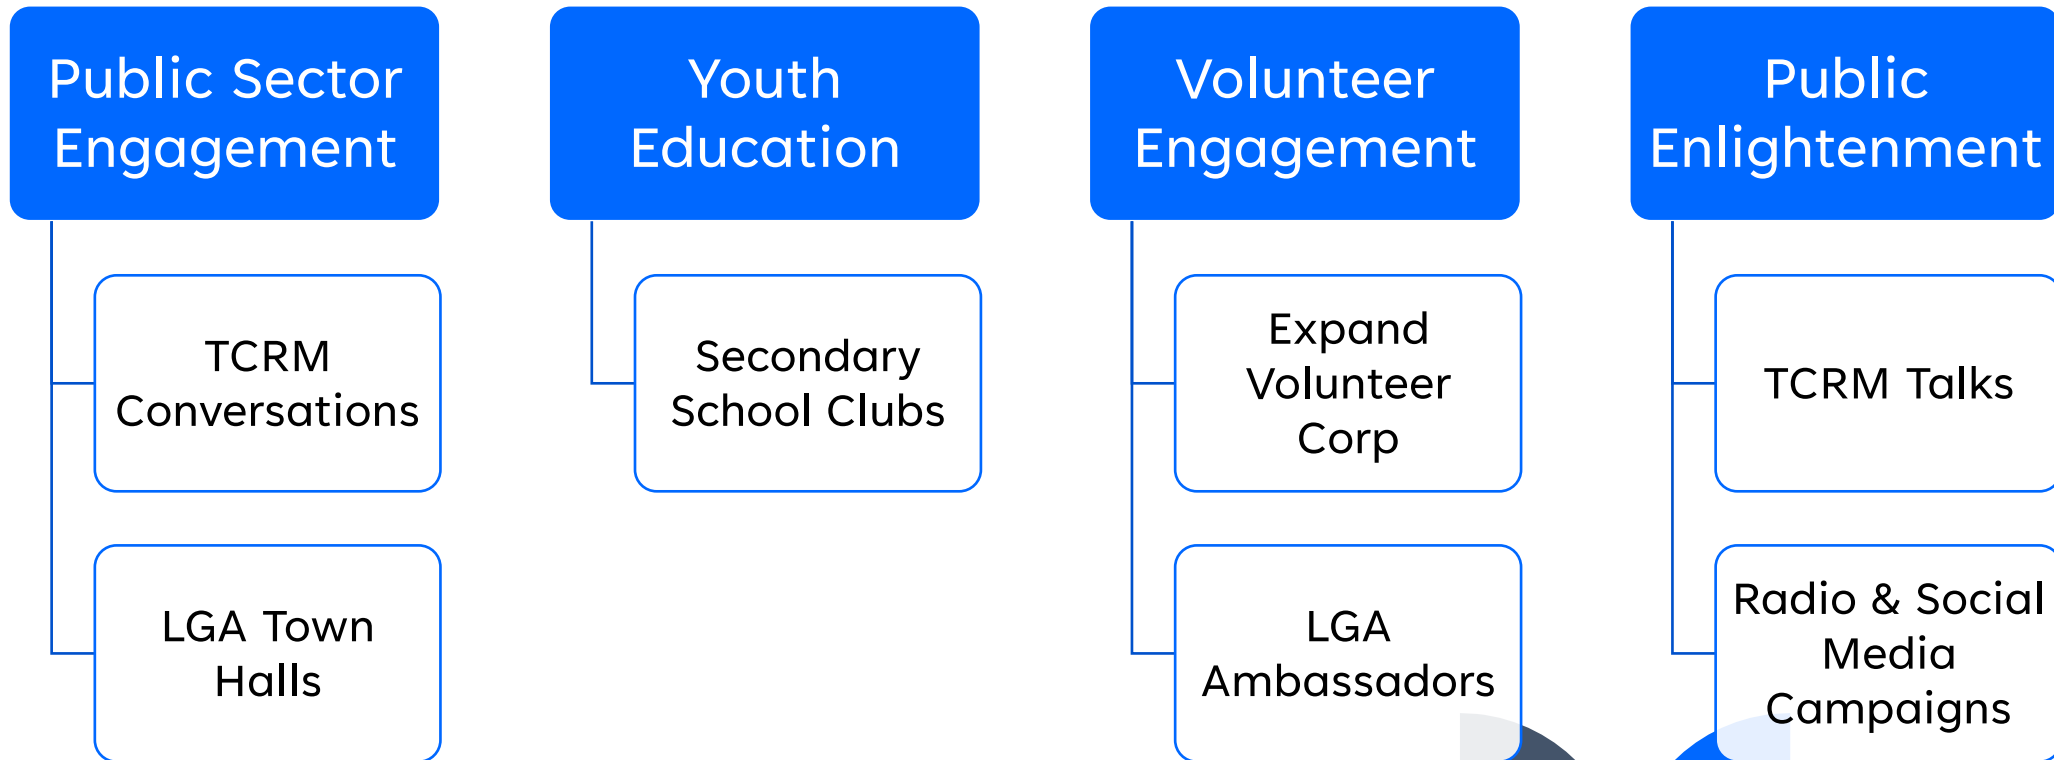 Public Sector
Engagement
TCRM
Conversations
LGA Town
Halls
Youth
Education
Secondary
School Clubs
Volunteer
Engagement
Expand
Volunteer
Corp
LGA
Ambassadors
Public
Enlightenment
TCRM Talks
Radio & Social
Media
Campaigns